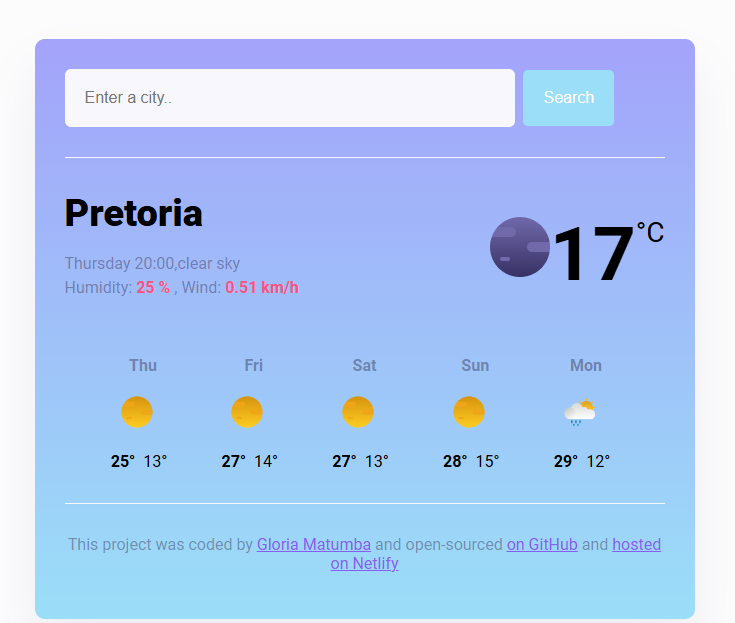 Enter a city..
Search
Pretoria
17°C
Thursday 20:00,clear sky
Humidity: 25 % , Wind: 0.51 km/h
Thu Fri Sat Sun Mon
25° 13° 27° 14° 27° 13° 28° 15° 29° 12°
This project was coded by Gloria Matumba and open-sourced on GitHub and hosted
on Netlify